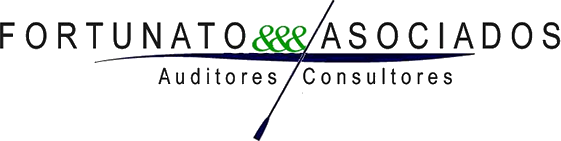 FORTUNATO &&& ASOCIADOS
Auditores Consultores